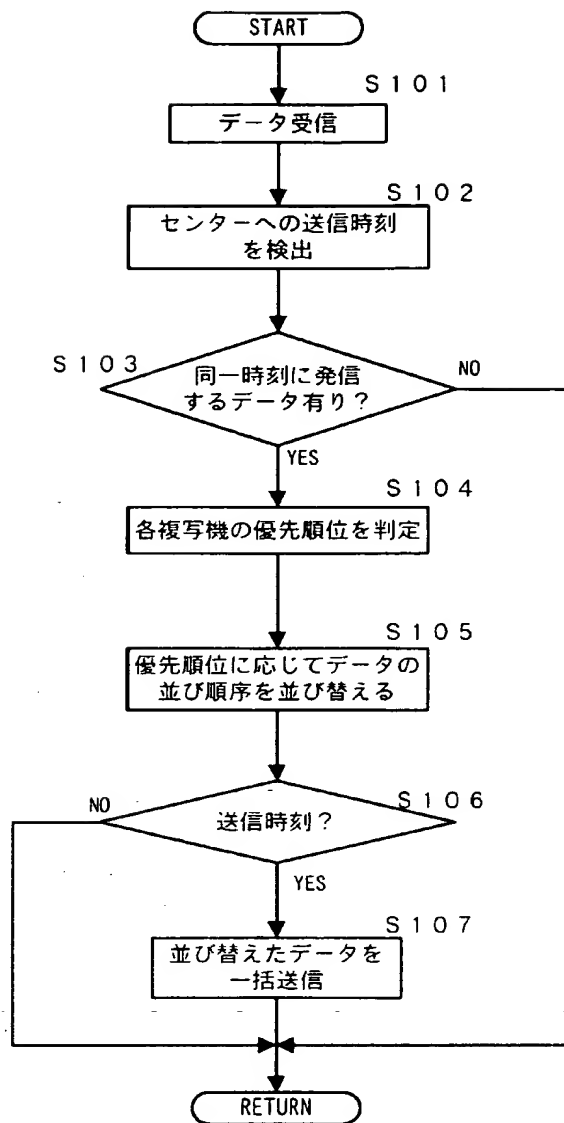 START
S101
データ受信
S102
センターへの送信時刻
を検出
S103
同一時刻に発信
するデータ有り？
NO
YES
S104
各複写機の優先順位を判定
S105
優先順位に応じてデータの
並び順序を並び替える
NO
S106
送信時刻？
YES
S107
並び替えたデータを
一括送信
RETURN